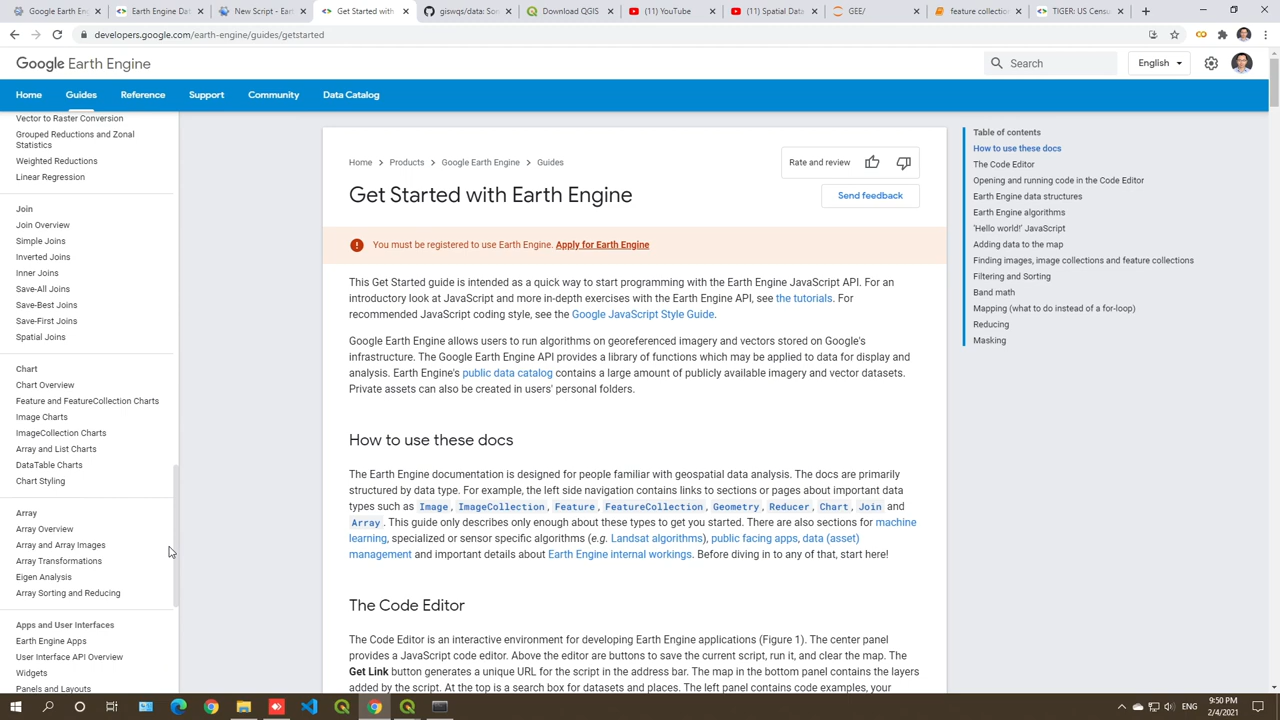 Google Earth Engine
Earth Engine Dat
New Script - Eart
Get Started with E
giswqs/data: Som
Download QGIS
(11) YouTube
(11) Spatial Data
GEE/
feature collection
TIGER: US Censu
developers.google.com/earth-engine/guides/getstarted
Google Earth Engine
Search
English
Home
Guides
Reference
Support
Community
Data Catalog
Vector to Raster Conversion
Grouped Reductions and Zonal
Statistics
Weighted Reductions
Linear Regression
Join
Join Overview
Simple Joins
Inverted Joins
Inner Joins
Save-All Joins
Save-Best Joins
Save-First Joins
Spatial Joins
Chart
Chart Overview
Feature and FeatureCollection Charts
Image Charts
ImageCollection Charts
Array and List Charts
DataTable Charts
Chart Styling
Array
Array Overview
Array and Array Images
Array Transformations
Eigen Analysis
Array Sorting and Reducing
Apps and User Interfaces
Earth Engine Apps
User Interface API Overview
Widgets
Panels and Layouts
Home > Products > Google Earth Engine > Guides
Rate and review
Get Started with Earth Engine
Send feedback
You must be registered to use Earth Engine. Apply for Earth Engine
This Get Started guide is intended as a quick way to start programming with the Earth Engine JavaScript API. For an
introductory look at JavaScript and more in-depth exercises with the Earth Engine API, see the tutorials. For
recommended JavaScript coding style, see the Google JavaScript Style Guide.
Google Earth Engine allows users to run algorithms on georeferenced imagery and vectors stored on Google's
infrastructure. The Google Earth Engine API provides a library of functions which may be applied to data for display and
analysis. Earth Engine's public data catalog contains a large amount of publicly available imagery and vector datasets.
Private assets can also be created in users' personal folders.
How to use these docs
The Earth Engine documentation is designed for people familiar with geospatial data analysis. The docs are primarily
structured by data type. For example, the left side navigation contains links to sections or pages about important data
types such as Image, ImageCollection, Feature, FeatureCollection, Geometry, Reducer, Chart, Join and
Array. This guide only describes only enough about these types to get you started. There are also sections for machine
learning, specialized or sensor specific algorithms (e.g. Landsat algorithms), public facing apps, data (asset)
management and important details about Earth Engine internal workings. Before diving in to any of that, start here!
The Code Editor
The Code Editor is an interactive environment for developing Earth Engine applications (Figure 1). The center panel
provides a JavaScript code editor. Above the editor are buttons to save the current script, run it, and clear the map. The
Get Link button generates a unique URL for the script in the address bar. The map in the bottom panel contains the layers
added by the script. At the top is a search box for datasets and places. The left panel contains code examples, your
Table of contents
How to use these docs
The Code Editor
Opening and running code in the Code Editor
Earth Engine data structures
Earth Engine algorithms
'Hello world!' JavaScript
Adding data to the map
Finding images, image collections and feature collections
Filtering and Sorting
Band math
Mapping (what to do instead of a for-loop)
Reducing
Masking
ENG
9:50 PM
2/4/2021